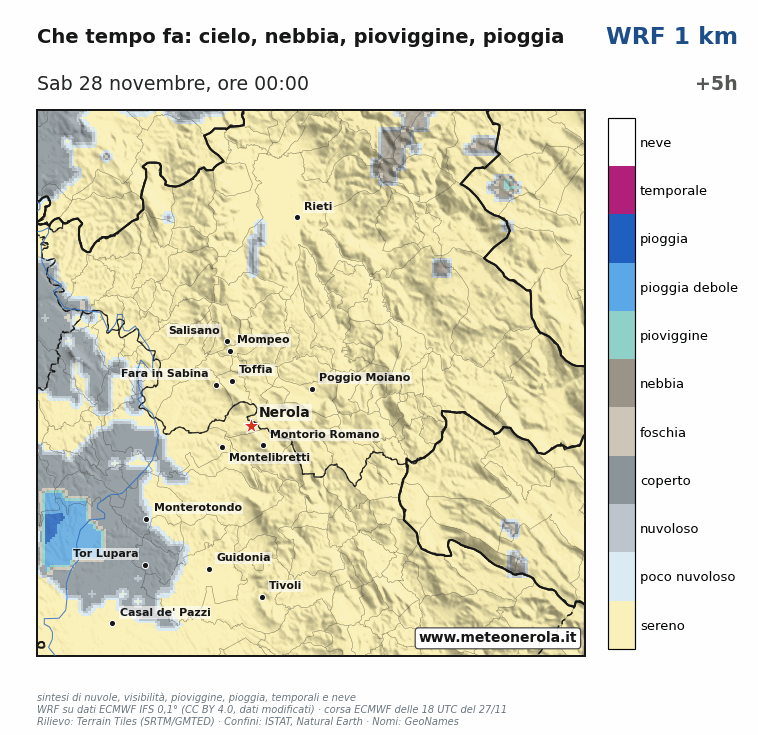 Che tempo fa: cielo, nebbia, pioviggine, pioggia
WRF 1 km
Sab 28 novembre, ore 00:00
+5h
neve
temporale
pioggia
pioggia debole
pioviggine
nebbia
foschia
coperto
nuvoloso
poco nuvoloso
sereno
Rieti
Salisano
Mompeo
Fara in Sabina
Toffia
Poggio Moiano
Nerola
Montorio Romano
Montelibretti
Monterotondo
Tor Lupara
Guidonia
Tivoli
Casal de' Pazzi
www.meteonerola.it
sintesi di nuvole, visibilità, pioviggine, pioggia, temporali e neve
WRF su dati ECMWF IFS 0,1° (CC BY 4.0, dati modificati) · corsa ECMWF delle 18 UTC del 27/11
Rilievo: Terrain Tiles (SRTM/GMTED) · Confini: ISTAT, Natural Earth · Nomi: GeoNames